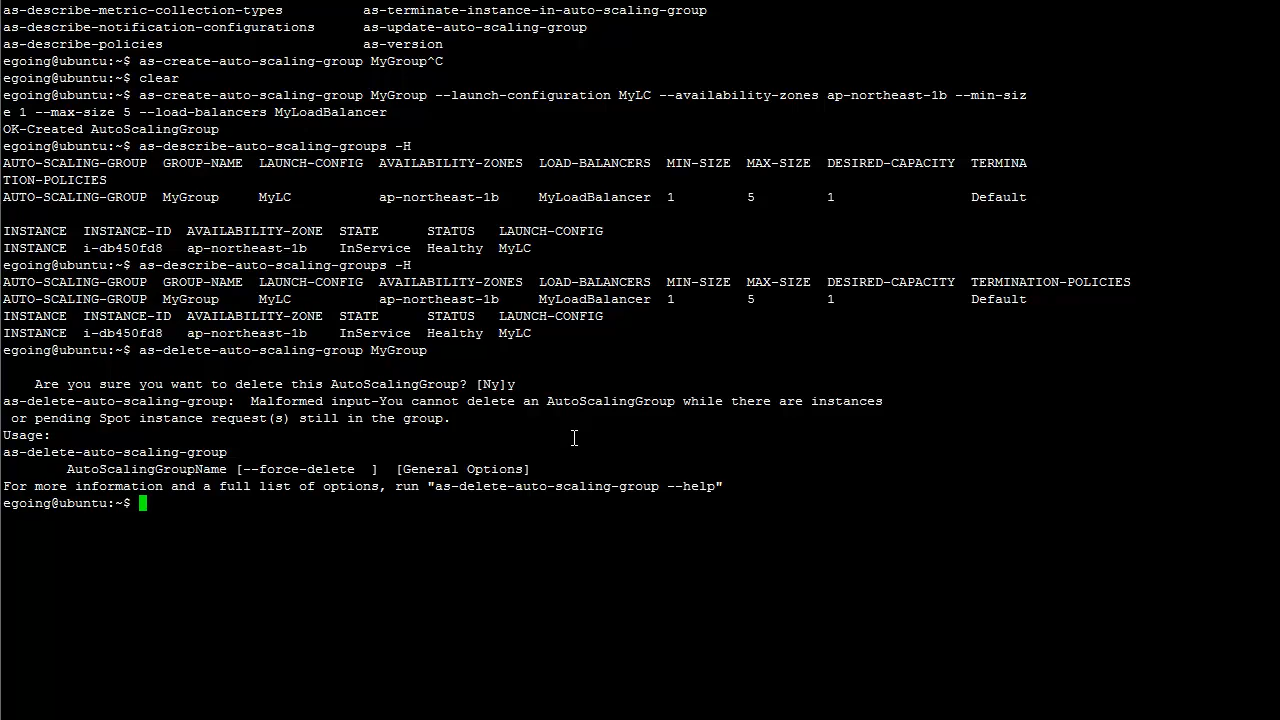 as-describe-metric-collection-types          as-terminate-instance-in-auto-scaling-group
as-describe-notification-configurations      as-update-auto-scaling-group
as-describe-policies                         as-version
egoing@ubuntu:~$ as-create-auto-scaling-group MyGroup^C
egoing@ubuntu:~$ clear
egoing@ubuntu:~$ as-create-auto-scaling-group MyGroup --launch-configuration MyLC --availability-zones ap-northeast-1b --min-siz
e 1 --max-size 5 --load-balancers MyLoadBalancer
OK-Created AutoScalingGroup
egoing@ubuntu:~$ as-describe-auto-scaling-groups -H
AUTO-SCALING-GROUP  GROUP-NAME  LAUNCH-CONFIG  AVAILABILITY-ZONES  LOAD-BALANCERS  MIN-SIZE  MAX-SIZE  DESIRED-CAPACITY  TERMINA
TION-POLICIES
AUTO-SCALING-GROUP  MyGroup     MyLC           ap-northeast-1b     MyLoadBalancer  1         5         1                 Default
INSTANCE  INSTANCE-ID  AVAILABILITY-ZONE  STATE      STATUS   LAUNCH-CONFIG
INSTANCE  i-db450fd8   ap-northeast-1b    InService  Healthy  MyLC
egoing@ubuntu:~$ as-describe-auto-scaling-groups -H
AUTO-SCALING-GROUP  GROUP-NAME  LAUNCH-CONFIG  AVAILABILITY-ZONES  LOAD-BALANCERS  MIN-SIZE  MAX-SIZE  DESIRED-CAPACITY  TERMINATION-POLICIES
AUTO-SCALING-GROUP  MyGroup     MyLC           ap-northeast-1b     MyLoadBalancer  1         5         1                 Default
INSTANCE  INSTANCE-ID  AVAILABILITY-ZONE  STATE      STATUS   LAUNCH-CONFIG
INSTANCE  i-db450fd8   ap-northeast-1b    InService  Healthy  MyLC
egoing@ubuntu:~$ as-delete-auto-scaling-group MyGroup
    Are you sure you want to delete this AutoScalingGroup? [Ny]y
as-delete-auto-scaling-group:  Malformed input-You cannot delete an AutoScalingGroup while there are instances
 or pending Spot instance request(s) still in the group.
Usage:
as-delete-auto-scaling-group
        AutoScalingGroupName [--force-delete  ]  [General Options]
For more information and a full list of options, run "as-delete-auto-scaling-group --help"
egoing@ubuntu:~$